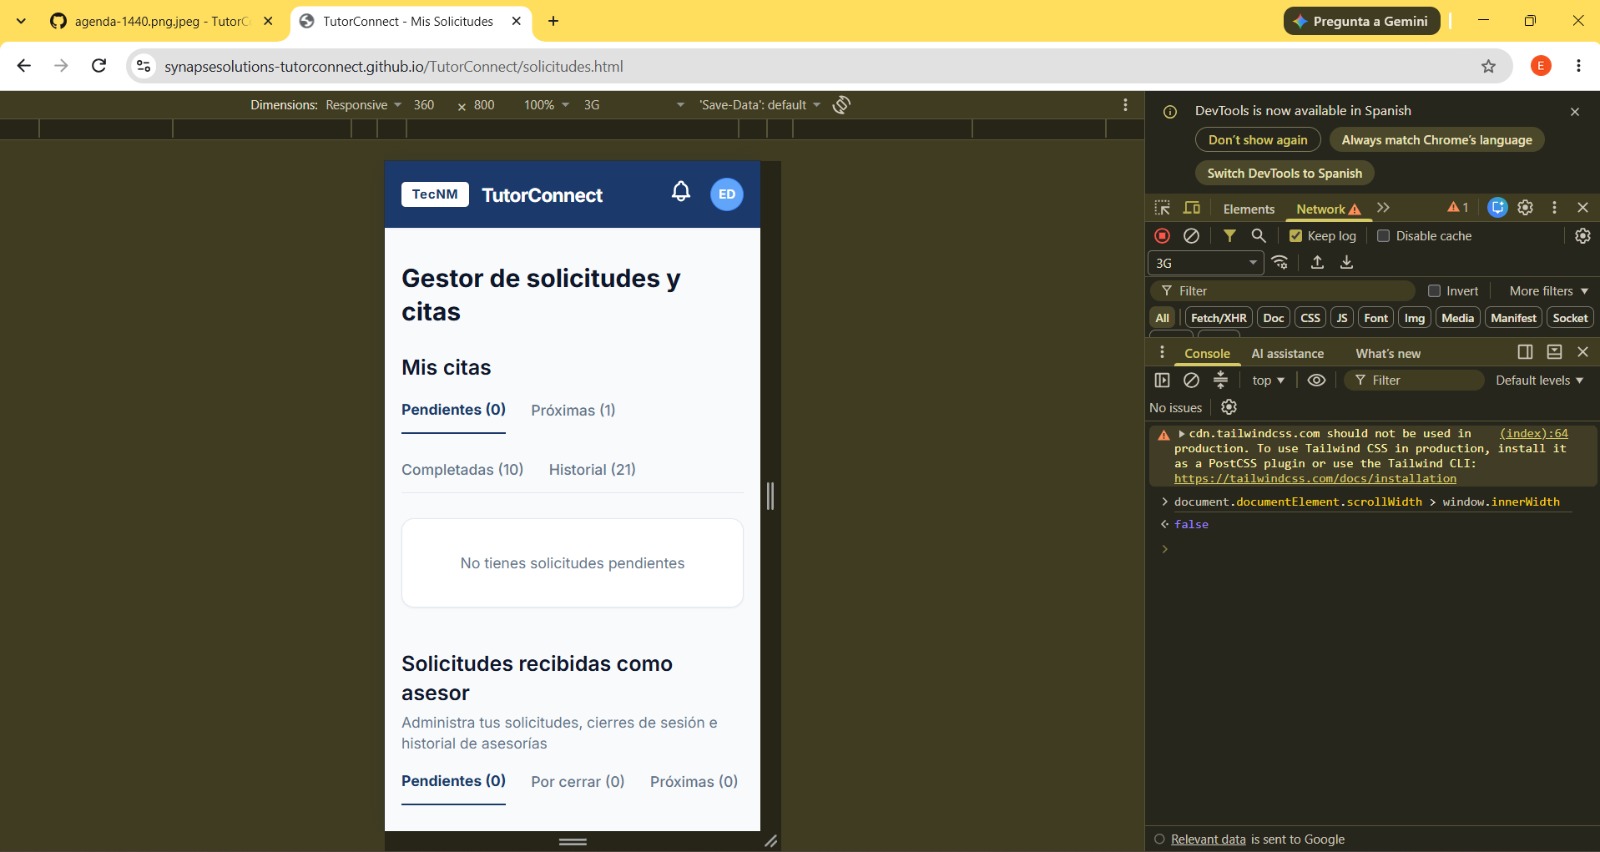 agenda-1440.png.jpeg - TutorC
TutorConnect - Mis Solicitudes
Pregunta a Gemini
synapsesolutions-tutorconnect.github.io/TutorConnect/solicitudes.html
E
Dimensions: Responsive 360 x 800 100% 3G 'Save-Data': default
DevTools is now available in Spanish
Don't show again
Always match Chrome's language
Switch DevTools to Spanish
Elements Network 1
Keep log Disable cache
3G
Filter Invert More filters
All Fetch/XHR Doc CSS JS Font Img Media Manifest Socket
Console AI assistance What's new
top Filter Default levels
No issues
cdn.tailwindcss.com should not be used in (index):64
production. To use Tailwind CSS in production, install it
as a PostCSS plugin or use the Tailwind CLI:
https://tailwindcss.com/docs/installation
document.documentElement.scrollWidth > window.innerWidth
false
Relevant data is sent to Google
TecNM TutorConnect ED
Gestor de solicitudes y
citas
Mis citas
Pendientes (0) Próximas (1)
Completadas (10) Historial (21)
No tienes solicitudes pendientes
Solicitudes recibidas como
asesor
Administra tus solicitudes, cierres de sesión e
historial de asesorías
Pendientes (0) Por cerrar (0) Próximas (0)